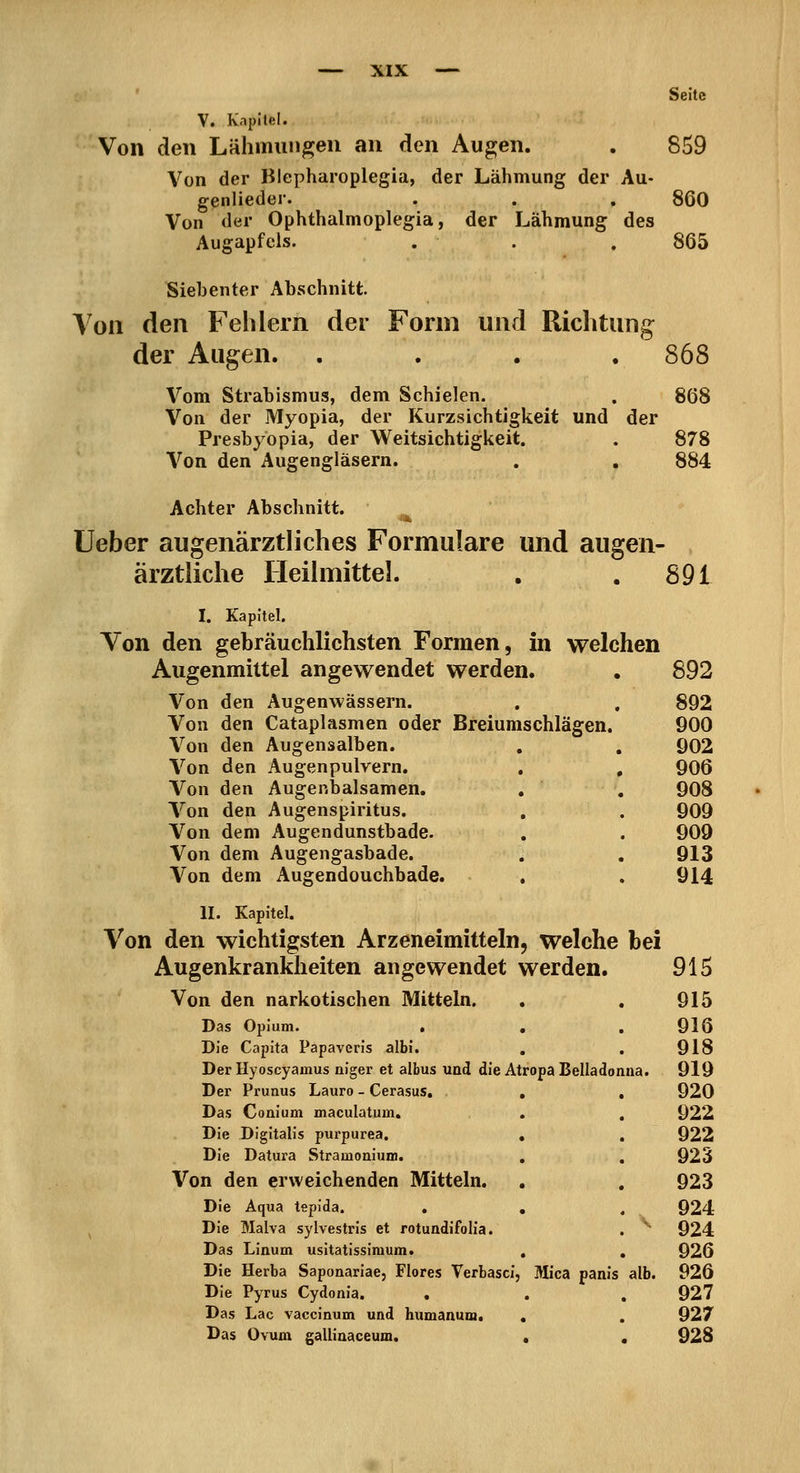 — XIX —
Seite
V. Kapitel.
Von den Lähmungen an den Augen. . 859
Von der Blepharoplegia, der Lähmung der Au-
genlieder. . . . 860
Von der Ophthalmoplegia, der Lähmung des
Augapfels. . . . 865
Siebenter Abschnitt.
Von den Fehlern der Form und Richtung
der Augen. . . . . 868
Vom Strabismus, dem Schielen. . 868
Von der Myopia, der Kurzsichtigkeit und der
Presbyopia, der Weitsichtigkeit. . 878
Von den Augengläsern. . . 884
Achter Abschnitt.
Ueber augenärztliches Formulare und augen-
ärztliche Heilmittel. . . 891
I. Kapitel.
Von den gebräuchlichsten Formen, in welchen
Augenmittel angewendet werden. . 892
Von den Augenwässern. . . 892
Von den Cataplasmen oder Breiumschlägen. 900
Von den Augensalben. . . 902
Von den Augenpulvern. . . 906
Von den Augenbalsamen. . . 908
Von den Augenspiritus. . . 909
Von dem Augendunstbade. . . 909
Von dem Augengasbade. . . 913
Von dem Augendouchbade. . . 914
II. Kapitel.
Von den wichtigsten Arzeneimitteln, welche bei
Augenkrankheiten angewendet werden. 915
Von den narkotischen Mitteln. . . 915
Das Opium. . . . 916
Die Capita Papaveris albi. . . 918
Der Hyoscyamus niger et albus und die Atropa Belladonna. 919
Der Prunus Lauro-Cerasus. . . 920
Das Conium maculatum. . . 922
Die Digitalis purpurea. . . 922
Die Datura Stramonium. . . 923
Von den erweichenden Mitteln. . . 923
Die Aqua tepida. . . . 924
Die Malva sylvestris et rotundifolia. . 924
Das Linum usitatissimum. . . 926
Die Herba Saponariae, Flores Verbasci, Mica panis alb. 926
Die Pyrus Cydonia. . . . 927
Das Lac vaccinum und humanum. . . 927
Das Ovum gallinaceum. . . 928